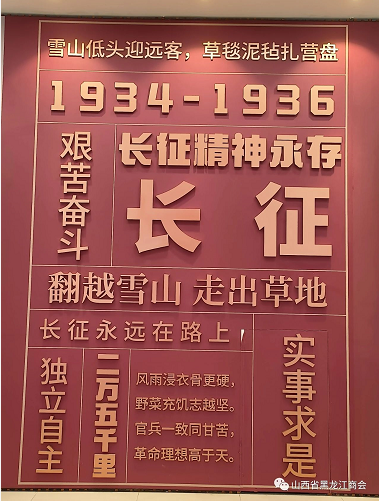 雪山低头迎远客，草毯泥毡扎营盘
1934-1936
艰苦奋斗
长征精神永存
长征
翻越雪山 走出草地
长征永远在路上
独立自主
二万五千里
风雨浸衣骨更硬，
野菜充饥志越坚。
官兵一致同甘苦，
革命理想高于天。
实事求是
山西省黑龙江商会